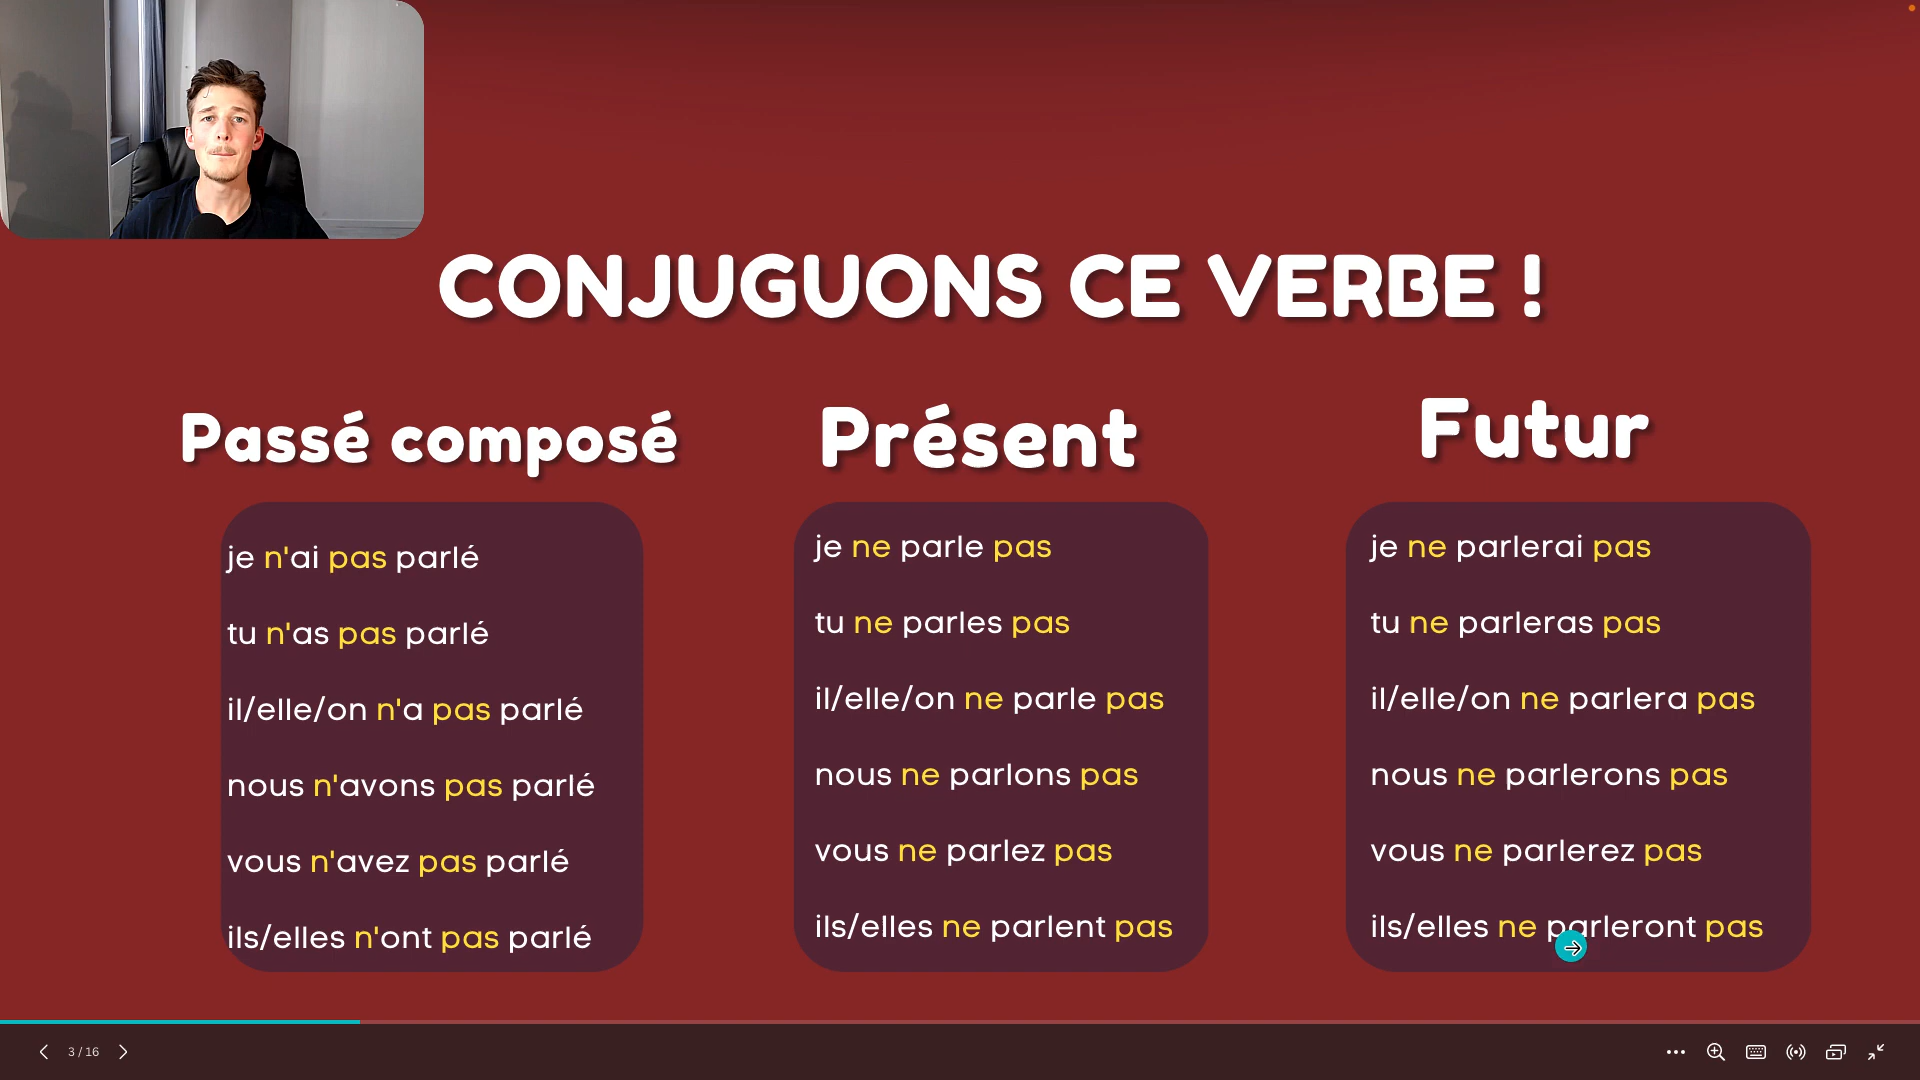 CONJUGUONS CE VERBE !
Passé composé
je n'ai pas parlé
tu n'as pas parlé
il/elle/on n'a pas parlé
nous n'avons pas parlé
vous n'avez pas parlé
ils/elles n'ont pas parlé
Présent
je ne parle pas
tu ne parles pas
il/elle/on ne parle pas
nous ne parlons pas
vous ne parlez pas
ils/elles ne parlent pas
Futur
je ne parlerai pas
tu ne parleras pas
il/elle/on ne parlera pas
nous ne parlerons pas
vous ne parlerez pas
ils/elles ne parleront pas
3 / 16